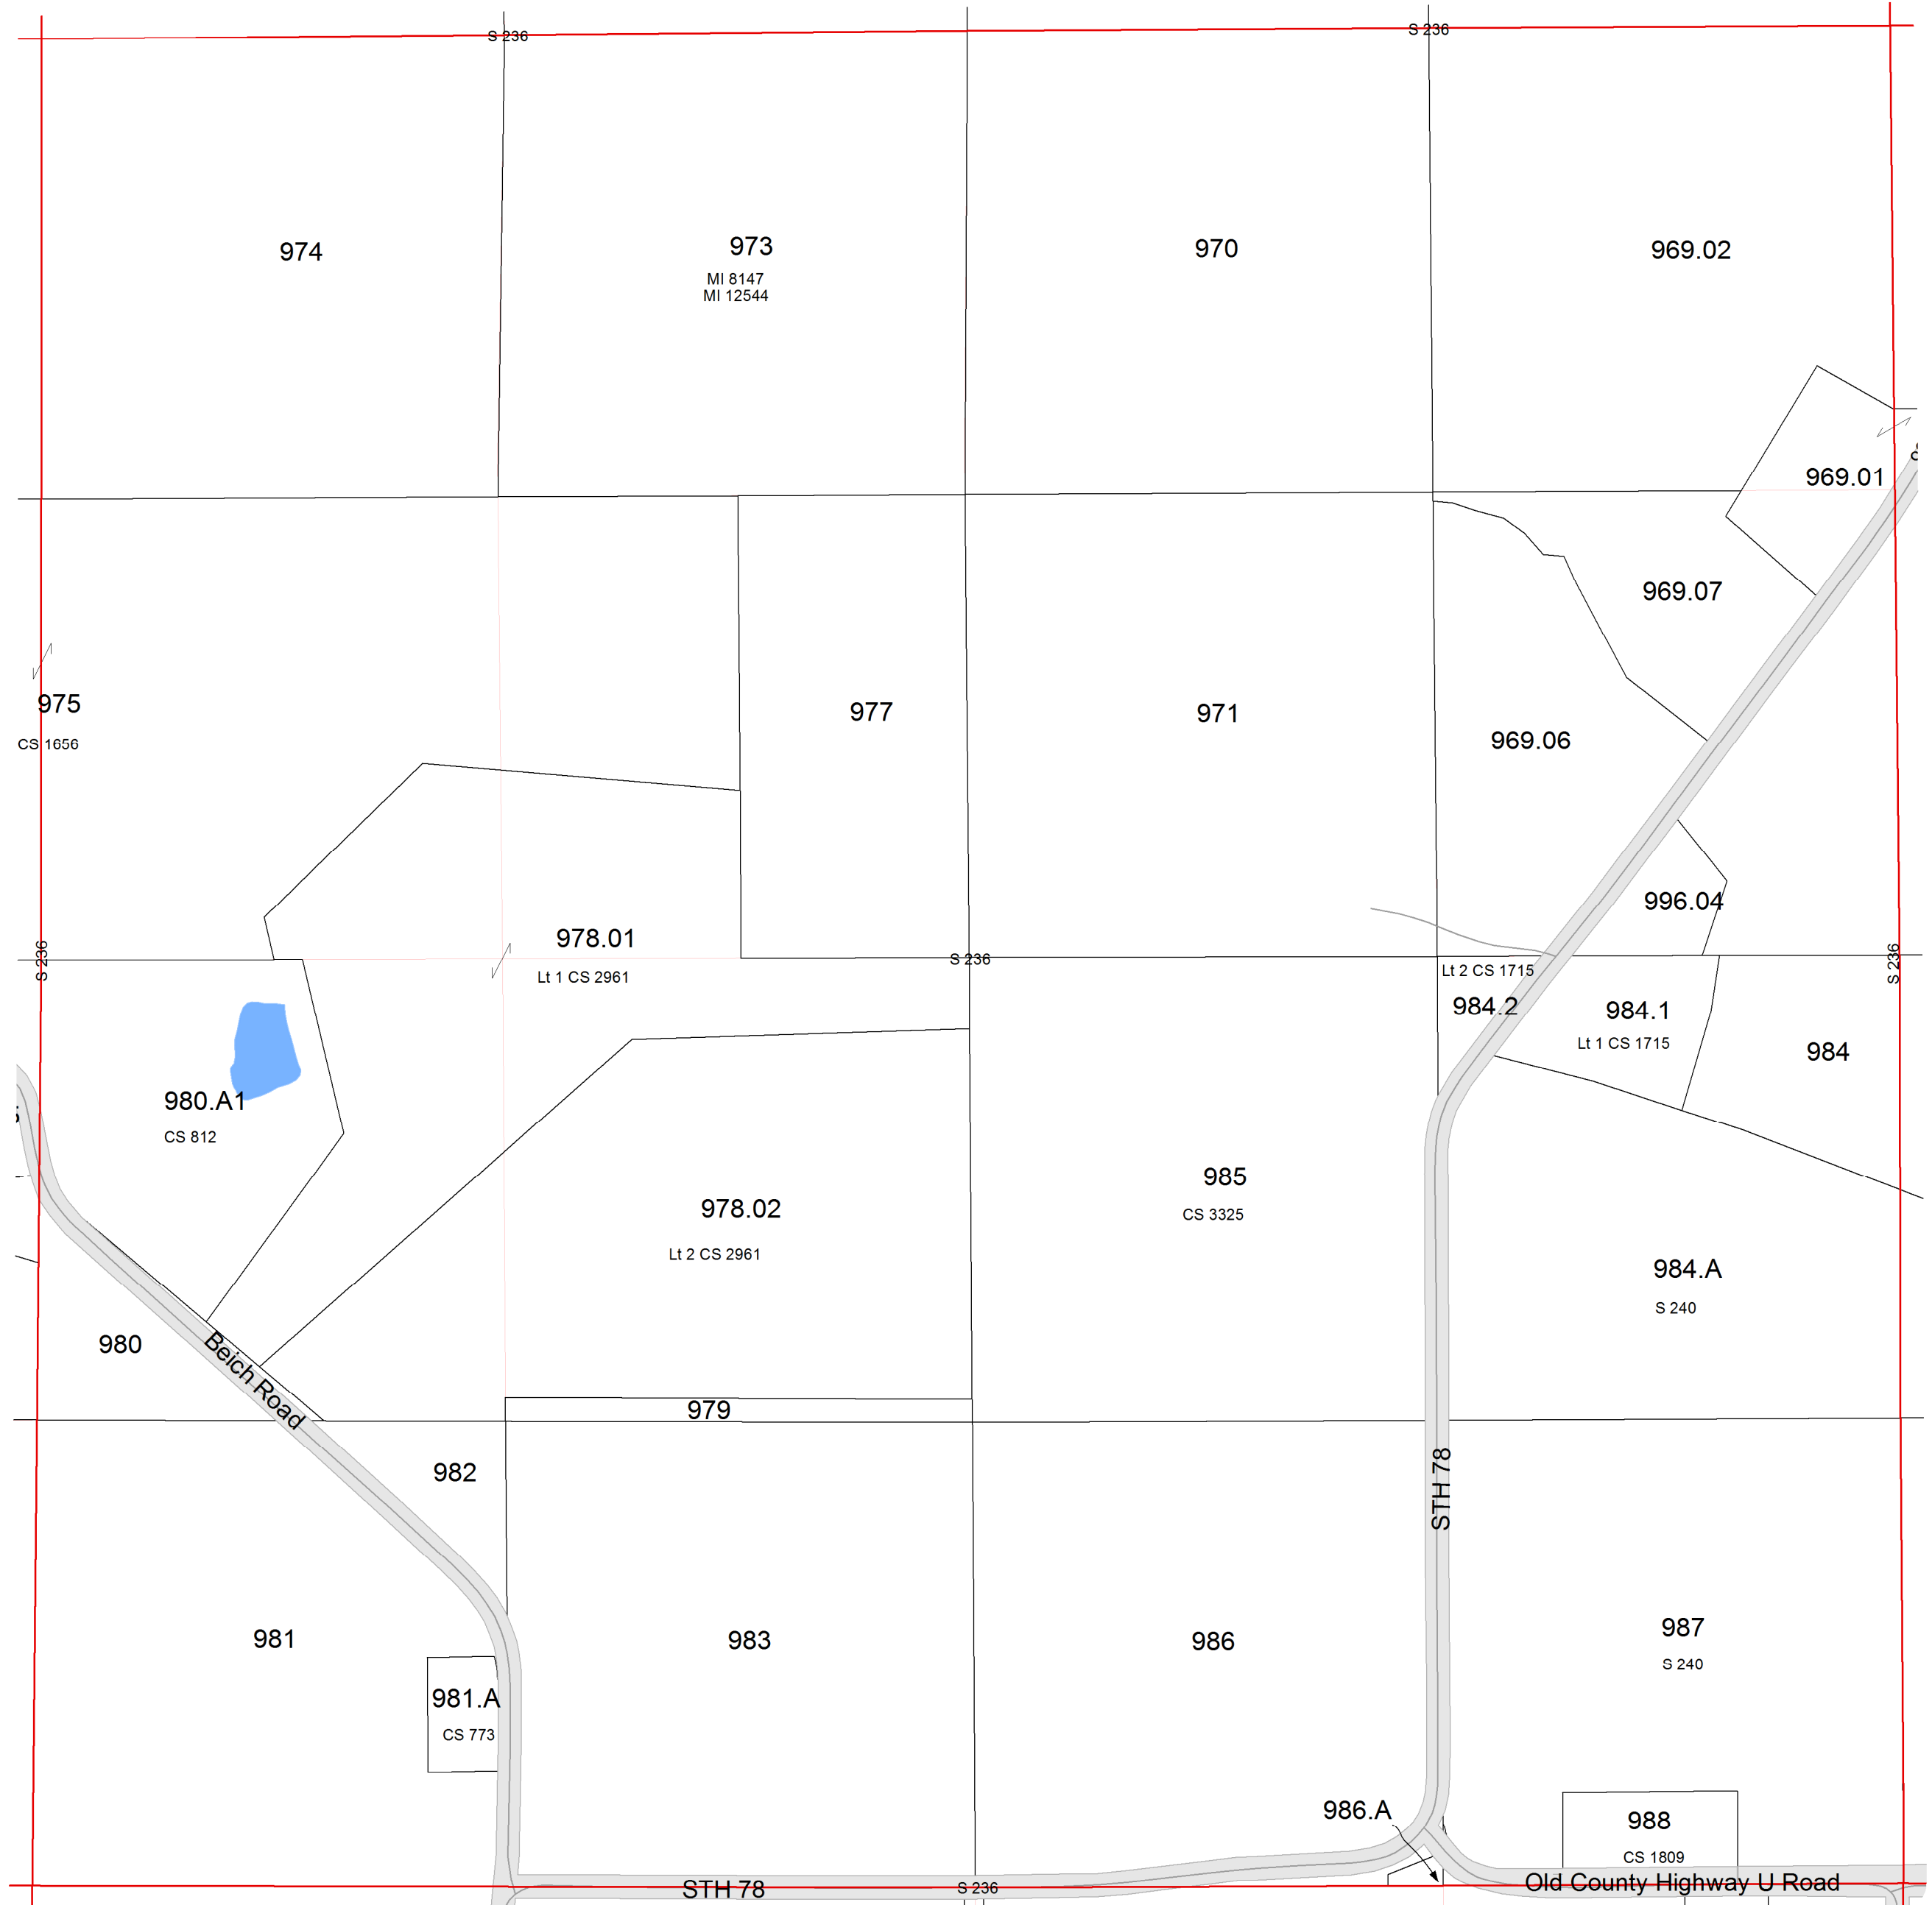 S 236
S 236
974
973
MI 8147
MI 12544
970
969.02
969.01
969.07
975
CS 1656
977
971
969.06
996.04
978.01
Lt 1 CS 2961
S 236
S 236
S 236
Lt 2 CS 1715
984.2
984.1
Lt 1 CS 1715
984
980.A1
CS 812
978.02
Lt 2 CS 2961
985
CS 3325
984.A
S 240
980
Beich Road
979
982
STH 78
981
983
986
987
S 240
981.A
CS 773
986.A
988
CS 1809
STH 78
S 236
Old County Highway U Road